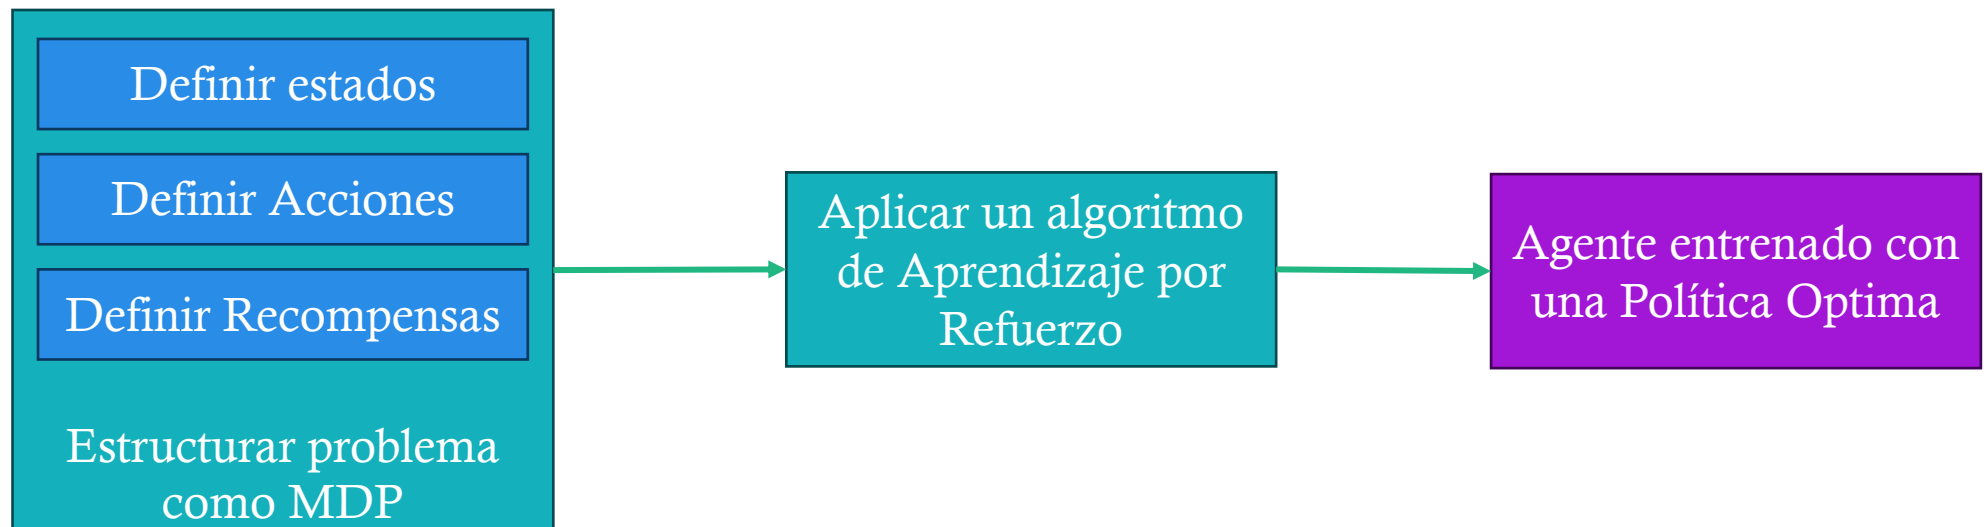 Definir estados
Definir Acciones
Definir Recompensas
Estructurar problema
como MDP
Aplicar un algoritmo
de Aprendizaje por
Refuerzo
Agente entrenado con
una Política Optima